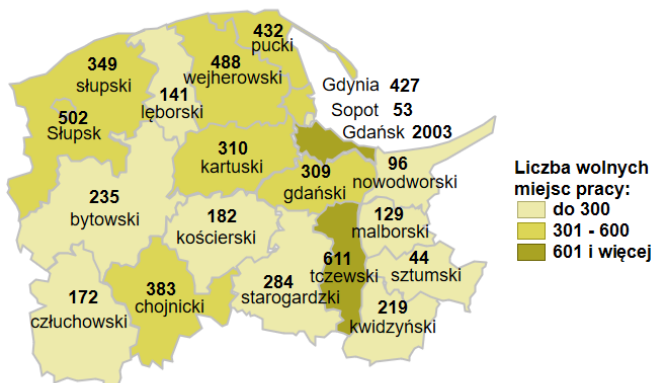 432
pucki
349
słupski
488
wejherowski
141
lęborski
Gdynia 427
Sopot 53
Gdańsk 2003
502
Słupsk
310
kartuski
309
gdański
96
nowodworski
235
bytowski
182
kościerski
129
malborski
611
tczewski
44
sztumski
284
starogardzki
383
chojnicki
172
człuchowski
219
kwidzyński
Liczba wolnych
miejsc pracy:
do 300
301 - 600
601 i więcej